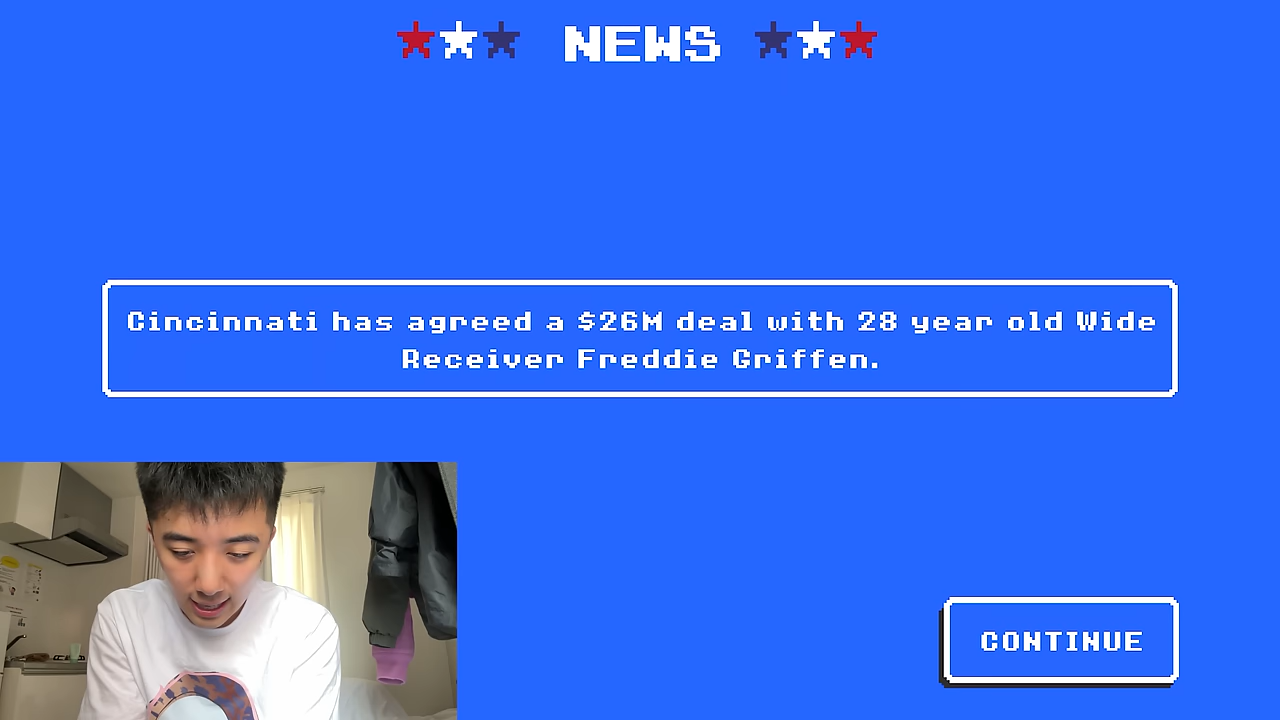 NEWS
Cincinnati has agreed a $26M deal with 28 year old Wide
Receiver Freddie Griffen.
CONTINUE